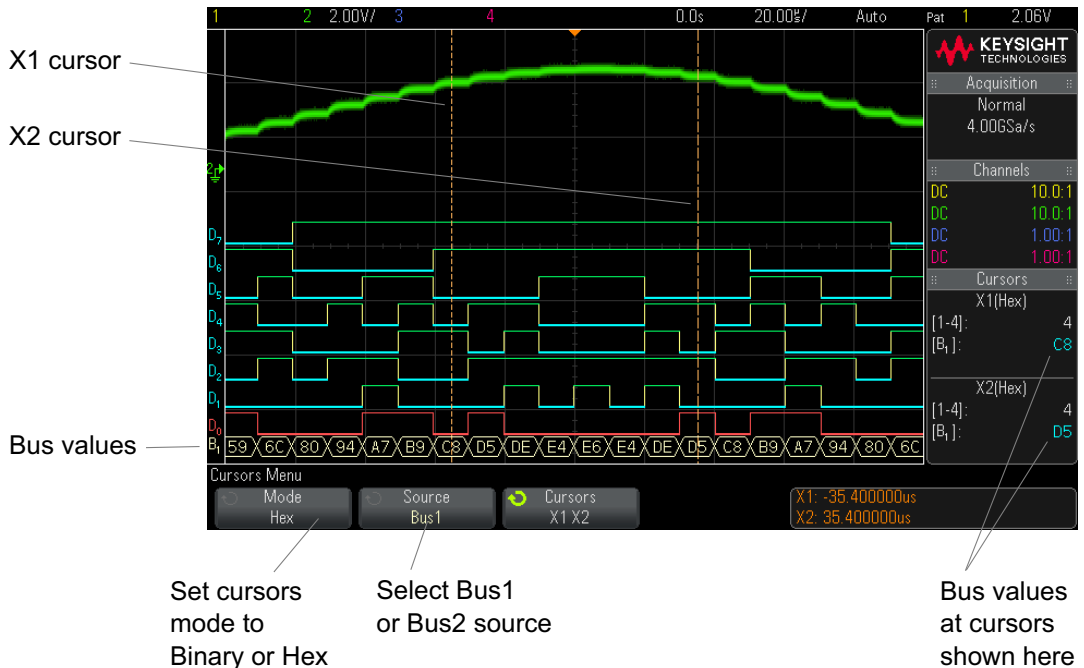 1 2 2.00V/ 3 4 0.0s 20.00㎲/ Auto Pat 1 2.06V
KEYSIGHT
TECHNOLOGIES
X1 cursor
X2 cursor
Acquisition
Normal
4.00GSa/s
Channels
DC 10.0:1
DC 10.0:1
DC 1.00:1
DC 1.00:1
2
D7
D6
D5
D4
D3
D2
D1
D0
Cursors
X1(Hex)
[1-4]: 4
[B1]: C8
X2(Hex)
[1-4]: 4
[B1]: D5
Bus values
B1 59 6C 80 94 A7 B9 C8 D5 DE E4 E6 E4 DE D5 C8 B9 A7 94 80 6C
Cursors Menu
Mode
Hex
Source
Bus1
Cursors
X1 X2
X1: -35.400000us
X2: 35.400000us
Set cursors
mode to
Binary or Hex
Select Bus1
or Bus2 source
Bus values
at cursors
shown here